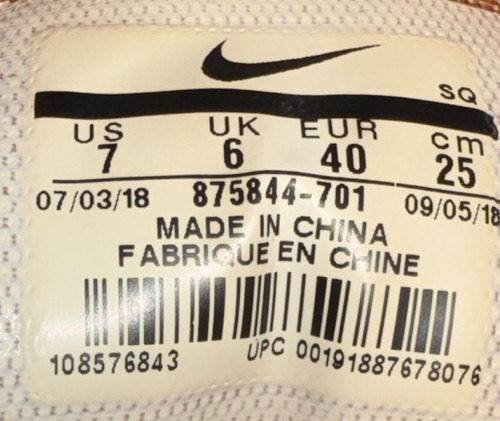 SQ
US UK EUR cm
7 6 40 25
07/03/18 875844-701 09/05/18
MADE IN CHINA
FABRIQUE EN CHINE
108576843 UPC 00191887678076